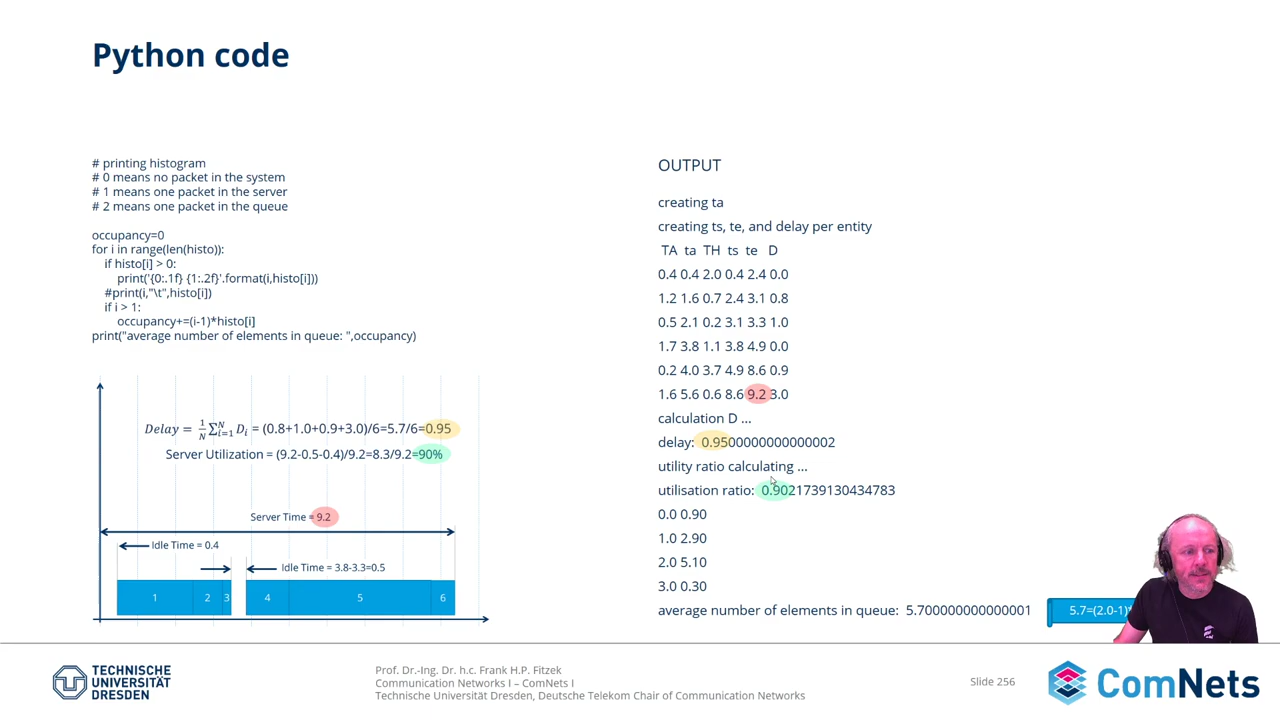 Python code
# printing histogram
# 0 means no packet in the system
# 1 means one packet in the server
# 2 means one packet in the queue
occupancy=0
for i in range(len(histo)):
if histo[i] > 0:
print('{0:.1f} {1:.2f}'.format(i,histo[i]))
#print(i,"\t",histo[i])
if i > 1:
occupancy+=(i-1)*histo[i]
print("average number of elements in queue: ",occupancy)
Delay = 1/N ∑_{i=1}^{N} D_i = (0.8+1.0+0.9+3.0)/6=5.7/6=0.95
Server Utilization = (9.2-0.5-0.4)/9.2=8.3/9.2=90%
Server Time = 9.2
Idle Time = 0.4
Idle Time = 3.8-3.3=0.5
1 2 3 4 5 6
OUTPUT
creating ta
creating ts, te, and delay per entity
TA ta TH ts te D
0.4 0.4 2.0 0.4 2.4 0.0
1.2 1.6 0.7 2.4 3.1 0.8
0.5 2.1 0.2 3.1 3.3 1.0
1.7 3.8 1.1 3.8 4.9 0.0
0.2 4.0 3.7 4.9 8.6 0.9
1.6 5.6 0.6 8.6 9.2 3.0
calculation D ...
delay: 0.9500000000000002
utility ratio calculating ...
utilisation ratio: 0.9021739130434783
0.0 0.90
1.0 2.90
2.0 5.10
3.0 0.30
average number of elements in queue: 5.700000000000001
5.7=(2.0-1)*
TECHNISCHE
UNIVERSITÄT
DRESDEN
Prof. Dr.-Ing. Dr. h.c. Frank H.P. Fitzek
Communication Networks I – ComNets I
Technische Universität Dresden, Deutsche Telekom Chair of Communication Networks
Slide 256
ComNets